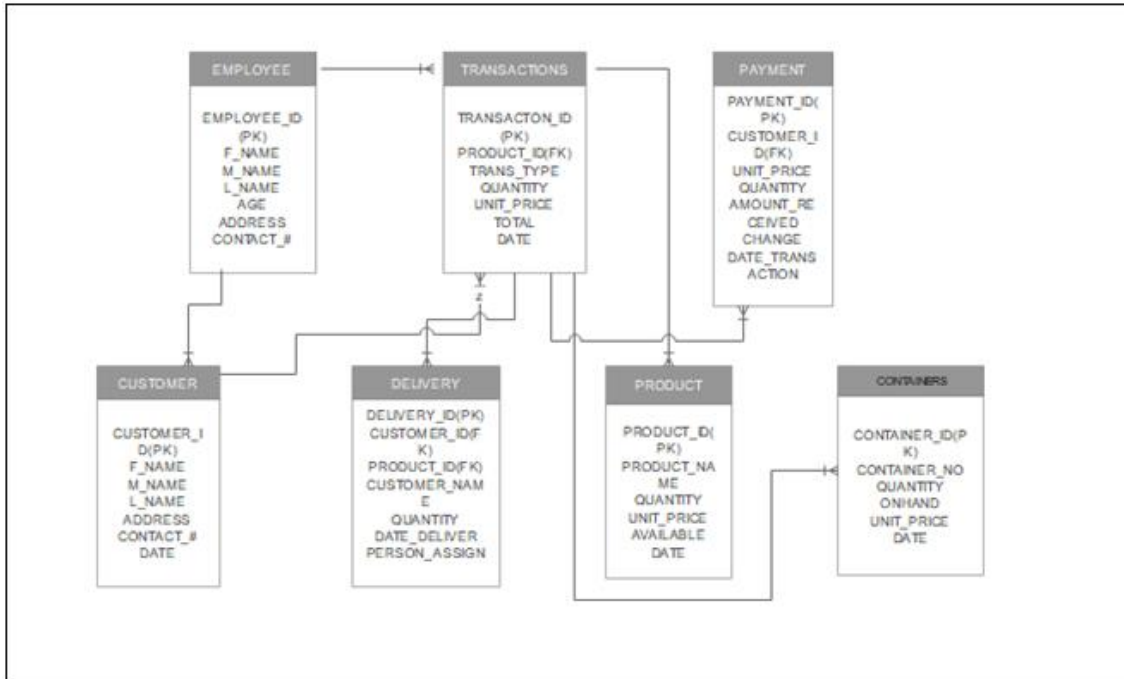 EMPLOYEE
EMPLOYEE_ID
(PK)
F_NAME
M_NAME
L_NAME
AGE
ADDRESS
CONTACT_#
TRANSACTIONS
TRANSACTON_ID
(PK)
PRODUCT_ID(FK)
TRANS_TYPE
QUANTITY
UNIT_PRICE
TOTAL
DATE
PAYMENT
PAYMENT_ID(
PK)
CUSTOMER_I
D(FK)
UNIT_PRICE
QUANTITY
AMOUNT_RE
CEIVED
CHANGE
DATE_TRANS
ACTION
z
CUSTOMER
CUSTOMER_I
D(PK)
F_NAME
M_NAME
L_NAME
ADDRESS
CONTACT_#
DATE
DELIVERY
DELIVERY_ID(PK)
CUSTOMER_ID(F
K)
PRODUCT_ID(FK)
CUSTOMER_NAM
E
QUANTITY
DATE_DELIVER
PERSON_ASSIGN
PRODUCT
PRODUCT_ID(
PK)
PRODUCT_NA
ME
QUANTITY
UNIT_PRICE
AVAILABLE
DATE
CONTAINERS
CONTAINER_ID(P
K)
CONTAINER_NO
QUANTITY
ONHAND
UNIT_PRICE
DATE